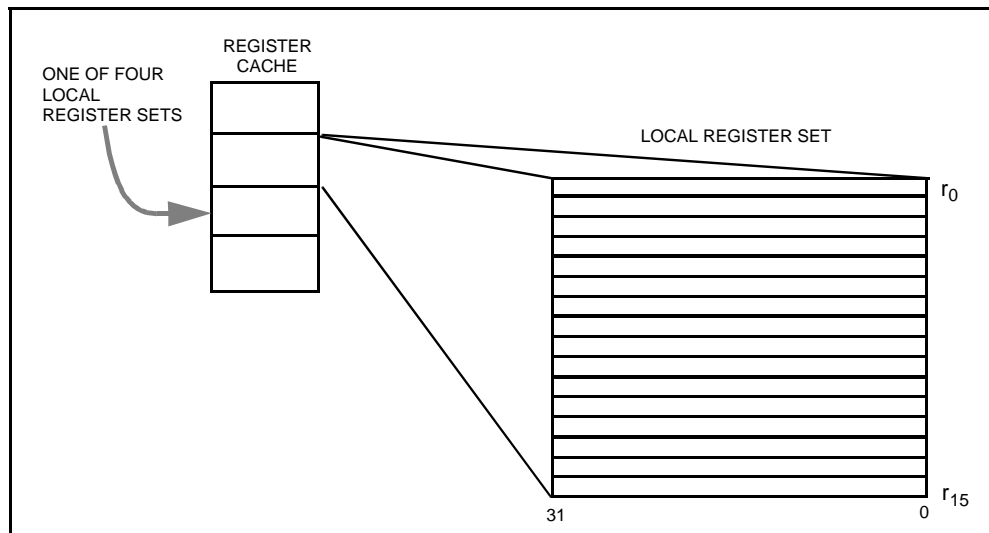 REGISTER
CACHE
ONE OF FOUR
LOCAL
REGISTER SETS
LOCAL REGISTER SET
r0
r15
31
0